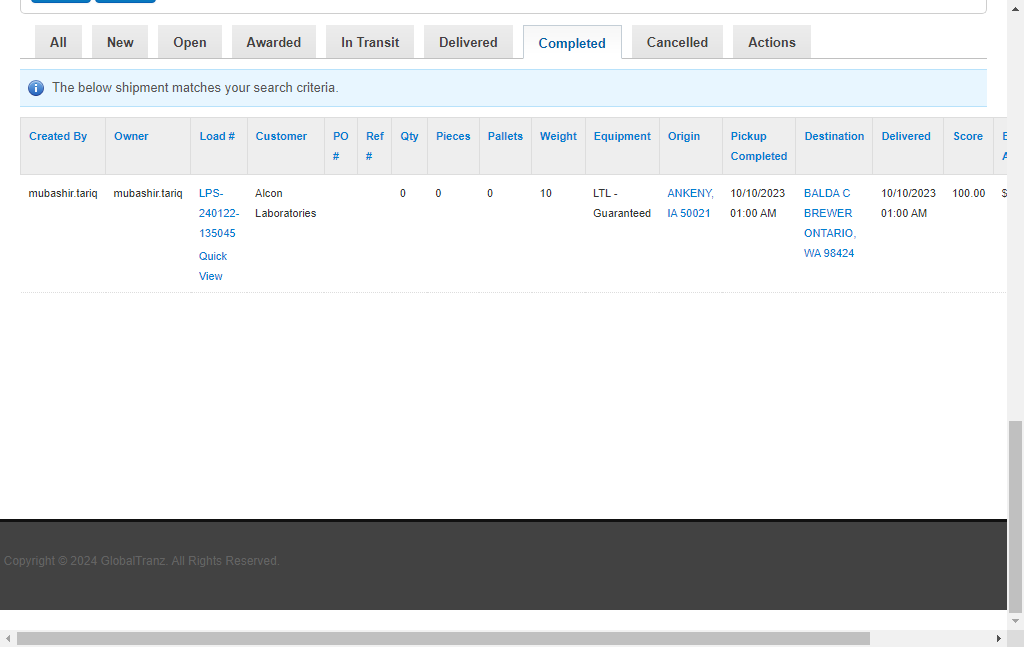 All New Open Awarded In Transit Delivered Completed Cancelled Actions
The below shipment matches your search criteria.
Created By Owner Load # Customer PO # Ref # Qty Pieces Pallets Weight Equipment Origin Pickup Completed Destination Delivered Score
mubashir.tariq mubashir.tariq LPS- Alcon 0 0 0 10 LTL - ANKENY, 10/10/2023 BALDA C 10/10/2023 100.00 $
240122- Laboratories Guaranteed IA 50021 01:00 AM BREWER 01:00 AM
135045 ONTARIO,
Quick WA 98424
View
Copyright © 2024 GlobalTranz. All Rights Reserved.